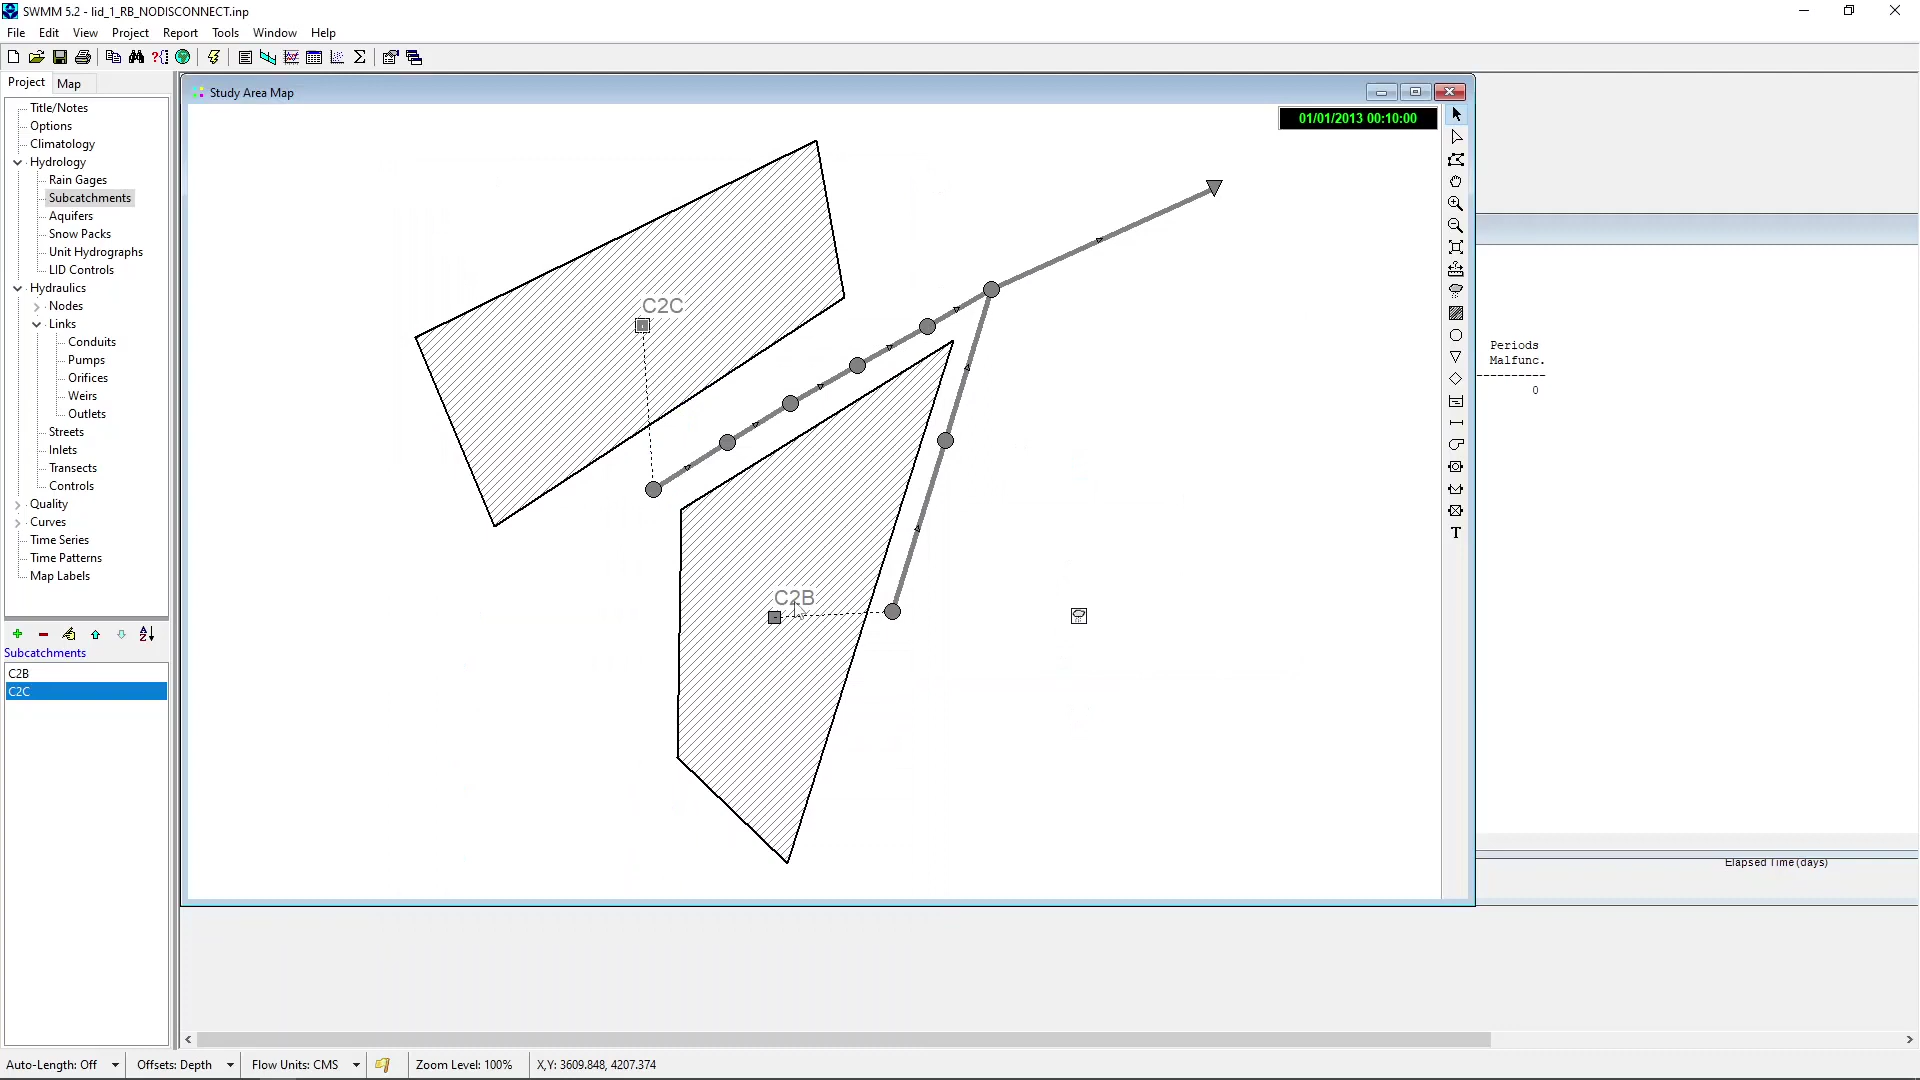 SWMM 5.2 - lid_1_RB_NODISCONNECT.inp
File Edit View Project Report Tools Window Help
Project Map
Title/Notes
Options
Climatology
Hydrology
Rain Gages
Subcatchments
Aquifers
Snow Packs
Unit Hydrographs
LID Controls
Hydraulics
Nodes
Links
Conduits
Pumps
Orifices
Weirs
Outlets
Streets
Inlets
Transects
Controls
Quality
Curves
Time Series
Time Patterns
Map Labels
Subcatchments
C2B
C2C
Study Area Map
01/01/2013 00:10:00
C2C
C2B
T
Periods
Malfunc.
----------
0
Elapsed Time (days)
Auto-Length: Off Offsets: Depth Flow Units: CMS Zoom Level: 100% X,Y: 3609.848, 4207.374